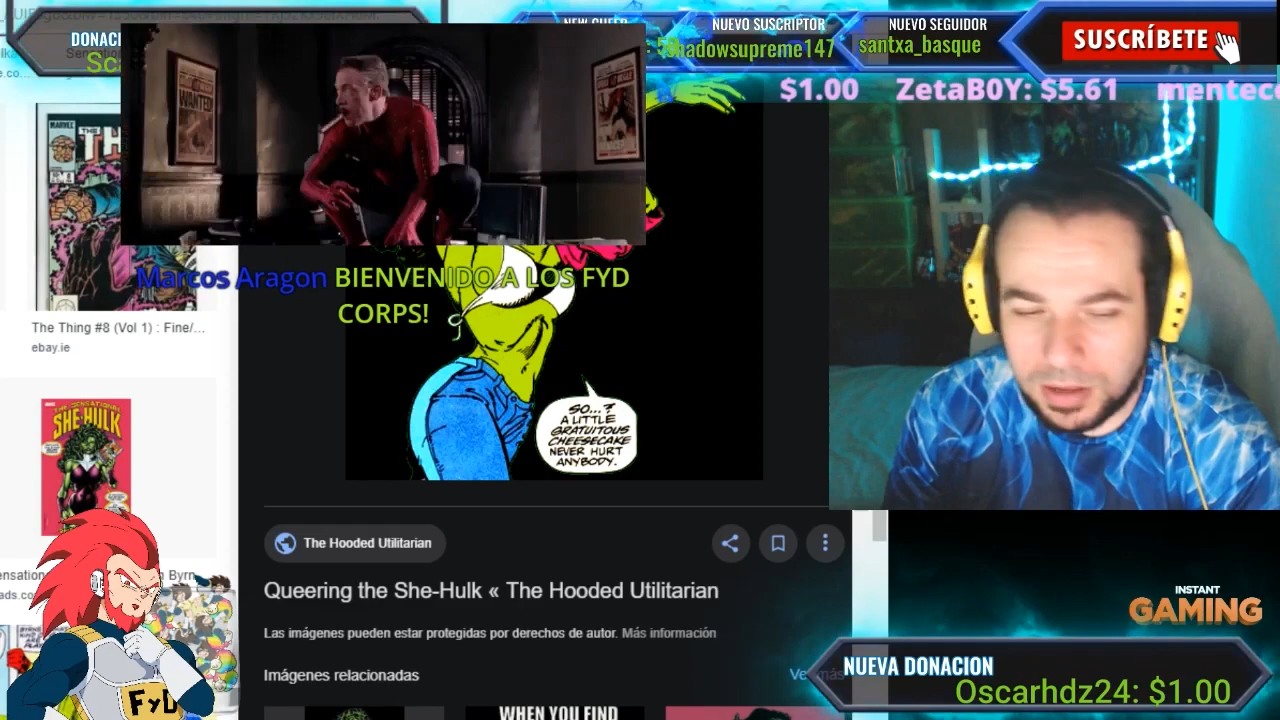 NUEVO SUSCRIPTOR
Shadowsupreme147
NUEVO SEGUIDOR
santxa_basque
SUSCRÍBETE
$1.00 ZetaB0Y: $5.61
WANTED!
MARVEL
THE
Marcos Aragon BIENVENIDO A LOS FYD
CORPS!
The Thing #8 (Vol 1) : Fine/...
ebay.ie
SHE-HULK
SO...?
A LITTLE
GRATUITOUS
CHEESECAKE
NEVER HURT
ANYBODY.
The Hooded Utilitarian
Queering the She-Hulk « The Hooded Utilitarian
Las imágenes pueden estar protegidas por derechos de autor. Más información
Imágenes relacionadas
WHEN YOU FIND
FyD
INSTANT
GAMING
NUEVA DONACION
Oscarhdz24: $1.00